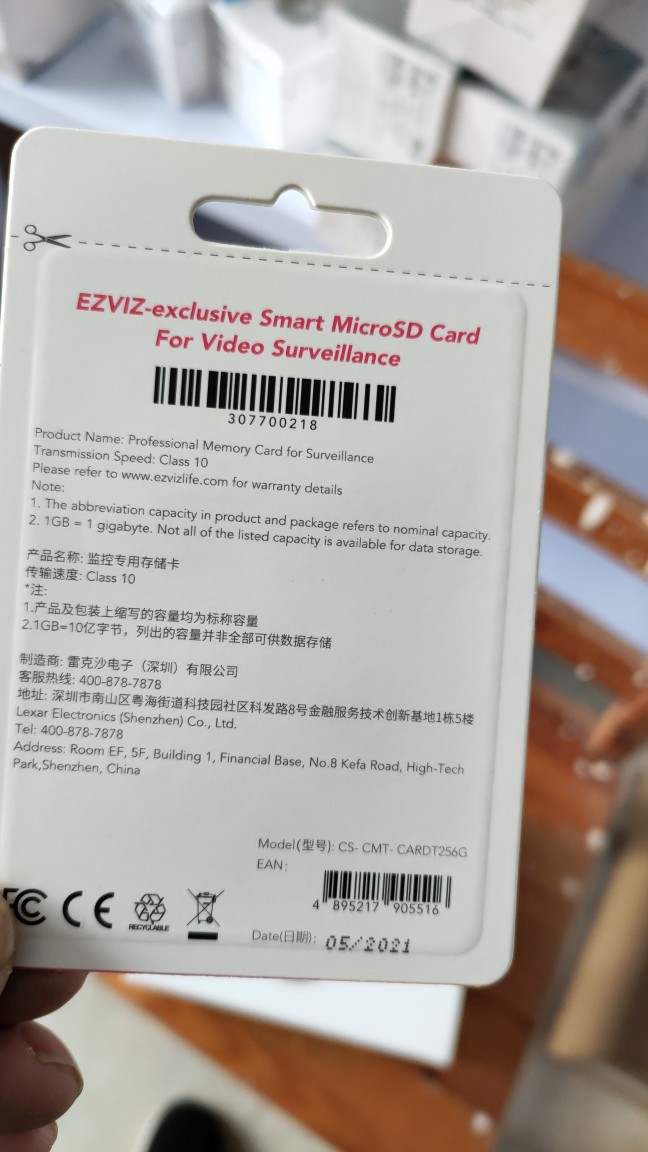 EZVIZ-exclusive Smart MicroSD Card
For Video Surveillance
307700218
Product Name: Professional Memory Card for Surveillance
Transmission Speed: Class 10
Please refer to www.ezvizlife.com for warranty details
Note:
1. The abbreviation capacity in product and package refers to nominal capacity.
2. 1GB = 1 gigabyte. Not all of the listed capacity is available for data storage.
产品名称: 监控专用存储卡
传输速度: Class 10
*注:
1.产品及包装上缩写的容量均为标称容量
2.1GB=10亿字节，列出的容量并非全部可供数据存储
制造商: 雷克沙电子（深圳）有限公司
客服热线: 400-878-7878
地址: 深圳市南山区粤海街道科技园社区科发路8号金融服务技术创新基地1栋5楼
Lexar Electronics (Shenzhen) Co., Ltd.
Tel: 400-878-7878
Address: Room EF, 5F, Building 1, Financial Base, No.8 Kefa Road, High-Tech
Park,Shenzhen, China
Model(型号): CS- CMT- CARDT256G
EAN:
4 895217 905516
FC CE
RECYCLABLE
Date(日期): 05/2021